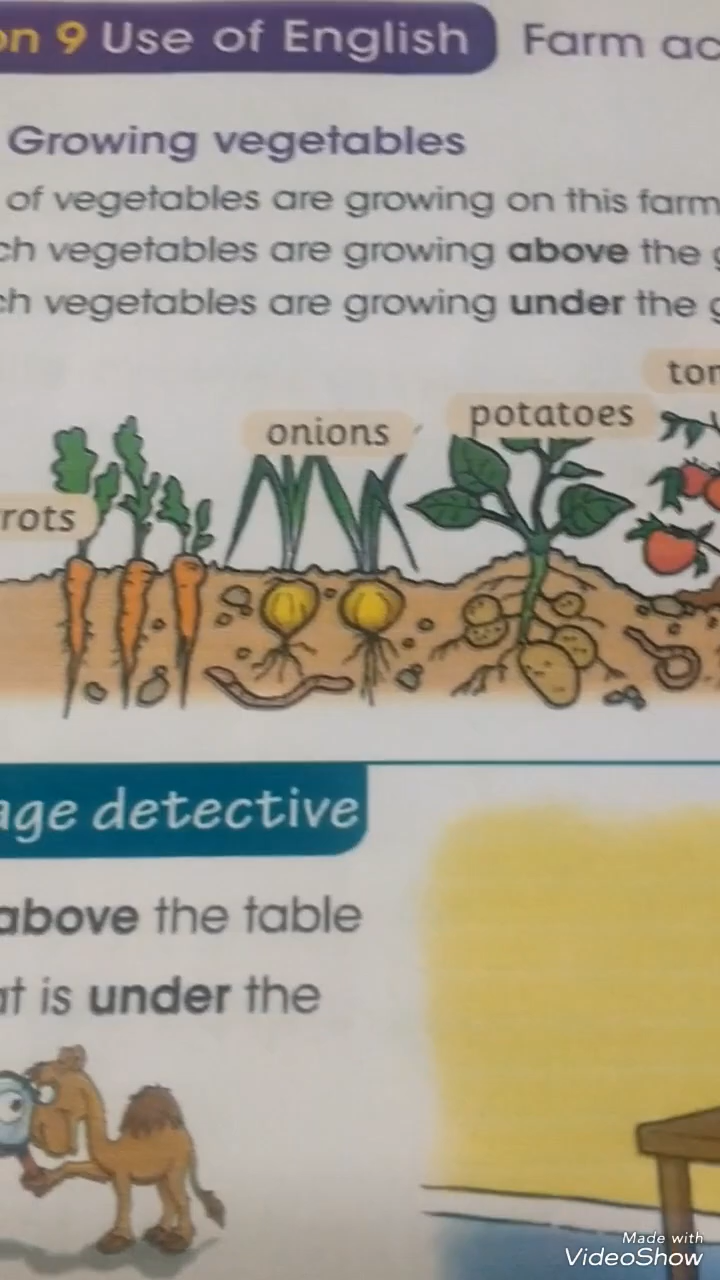 on 9 Use of English Farm ac
Growing vegetables
of vegetables are growing on this farm
ch vegetables are growing above the g
ch vegetables are growing under the g
rots
onions
potatoes
tom
age detective
above the table
at is under the
Made with
VideoShow